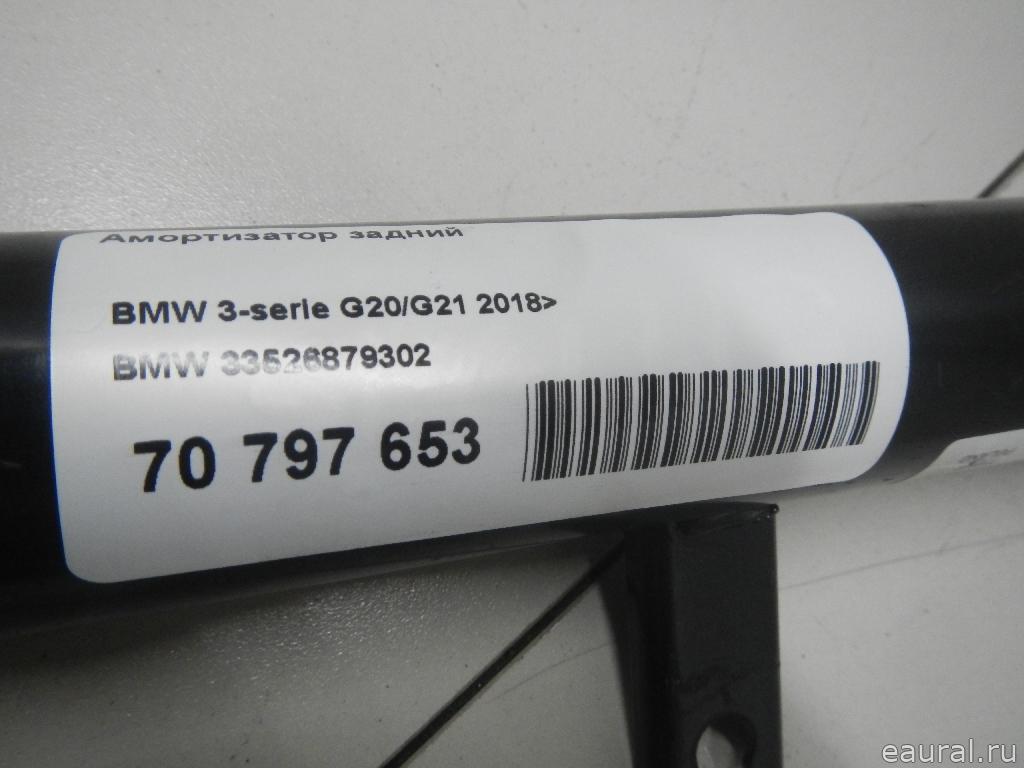 Амортизатор задний
BMW 3-serie G20/G21 2018>
BMW 33526879302
70 797 653
eaural.ru